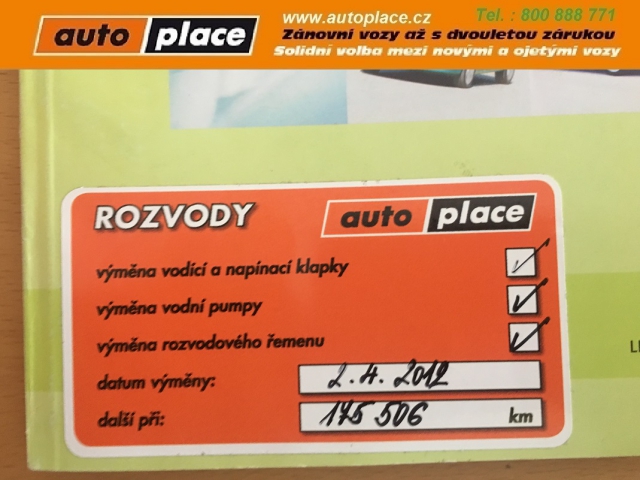 auto place
www.autoplace.cz
Tel. : 800 888 771
Zánovní vozy až s dvouletou zárukou
Solidní volba mezi novými a ojetými vozy
ROZVODY
auto place
výměna vodící a napínací klapky
výměna vodní pumpy
výměna rozvodového řemenu
datum výměny: 2.4.2012
další při: 175 506 km